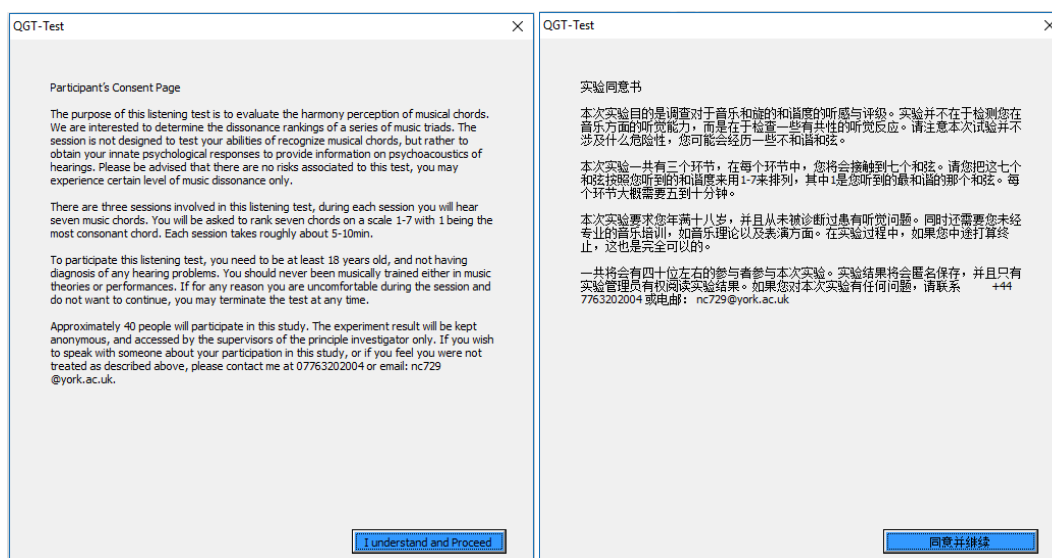 QGT-Test
Participant's Consent Page
The purpose of this listening test is to evaluate the harmony perception of musical chords.
We are interested to determine the dissonance rankings of a series of music triads. The
session is not designed to test your abilities of recognize musical chords, but rather to
obtain your innate psychological responses to provide information on psychoacoustics of
hearings. Please be advised that there are no risks associated to this test, you may
experience certain level of music dissonance only.
There are three sessions involved in this listening test, during each session you will hear
seven music chords. You will be asked to rank seven chords on a scale 1-7 with 1 being the
most consonant chord. Each session takes roughly about 5-10min.
To participate this listening test, you need to be at least 18 years old, and not having
diagnosis of any hearing problems. You should never been musically trained either in music
theories or performances. If for any reason you are uncomfortable during the session and
do not want to continue, you may terminate the test at any time.
Approximately 40 people will participate in this study. The experiment result will be kept
anonymous, and accessed by the supervisors of the principle investigator only. If you wish
to speak with someone about your participation in this study, or if you feel you were not
treated as described above, please contact me at 07763202004 or email: nc729
@york.ac.uk.
I understand and Proceed
QGT-Test
实验同意书
本次实验目的是调查对于音乐和旋的和谐度的听感与评级。实验并不在于检测您在
音乐方面的听觉能力，而是在于检查一些有共性的听觉反应。请注意本次试验并不
涉及什么危险性，您可能会经历一些不和谐和弦。
本次实验一共有三个环节，在每个环节中，您将会接触到七个和弦。请您把这七个
和弦按照您听到的和谐度来用1-7来排列，其中1是您听到的最和谐的那个和弦。每
个环节大概需要五到十分钟。
本次实验要求您年满十八岁，并且从未被诊断过患有听觉问题。同时还需要您未经
专业的音乐培训，如音乐理论以及表演方面。在实验过程中，如果您中途打算终
止，这也是完全可以的。
一共将会有四十位左右的参与者参与本次实验。实验结果将会匿名保存，并且只有
实验管理员有权阅读实验结果。如果您对本次实验有任何问题，请联系 +44
7763202004 或电邮： nc729@york.ac.uk
同意并继续